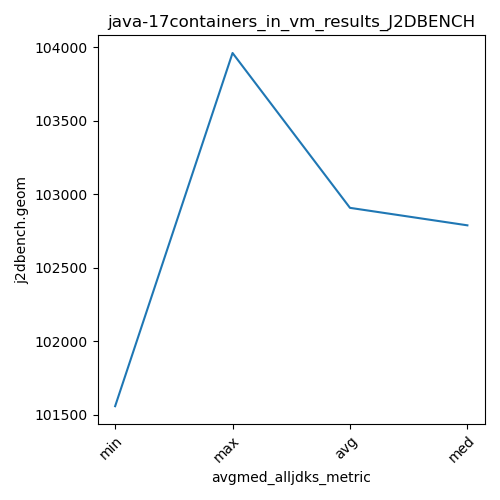 java-17containers_in_vm_results_J2DBENCH
104000
103500
103000
102500
102000
101500
j2dbench.geom
min
max
avg
med
avgmed_alljdks_metric